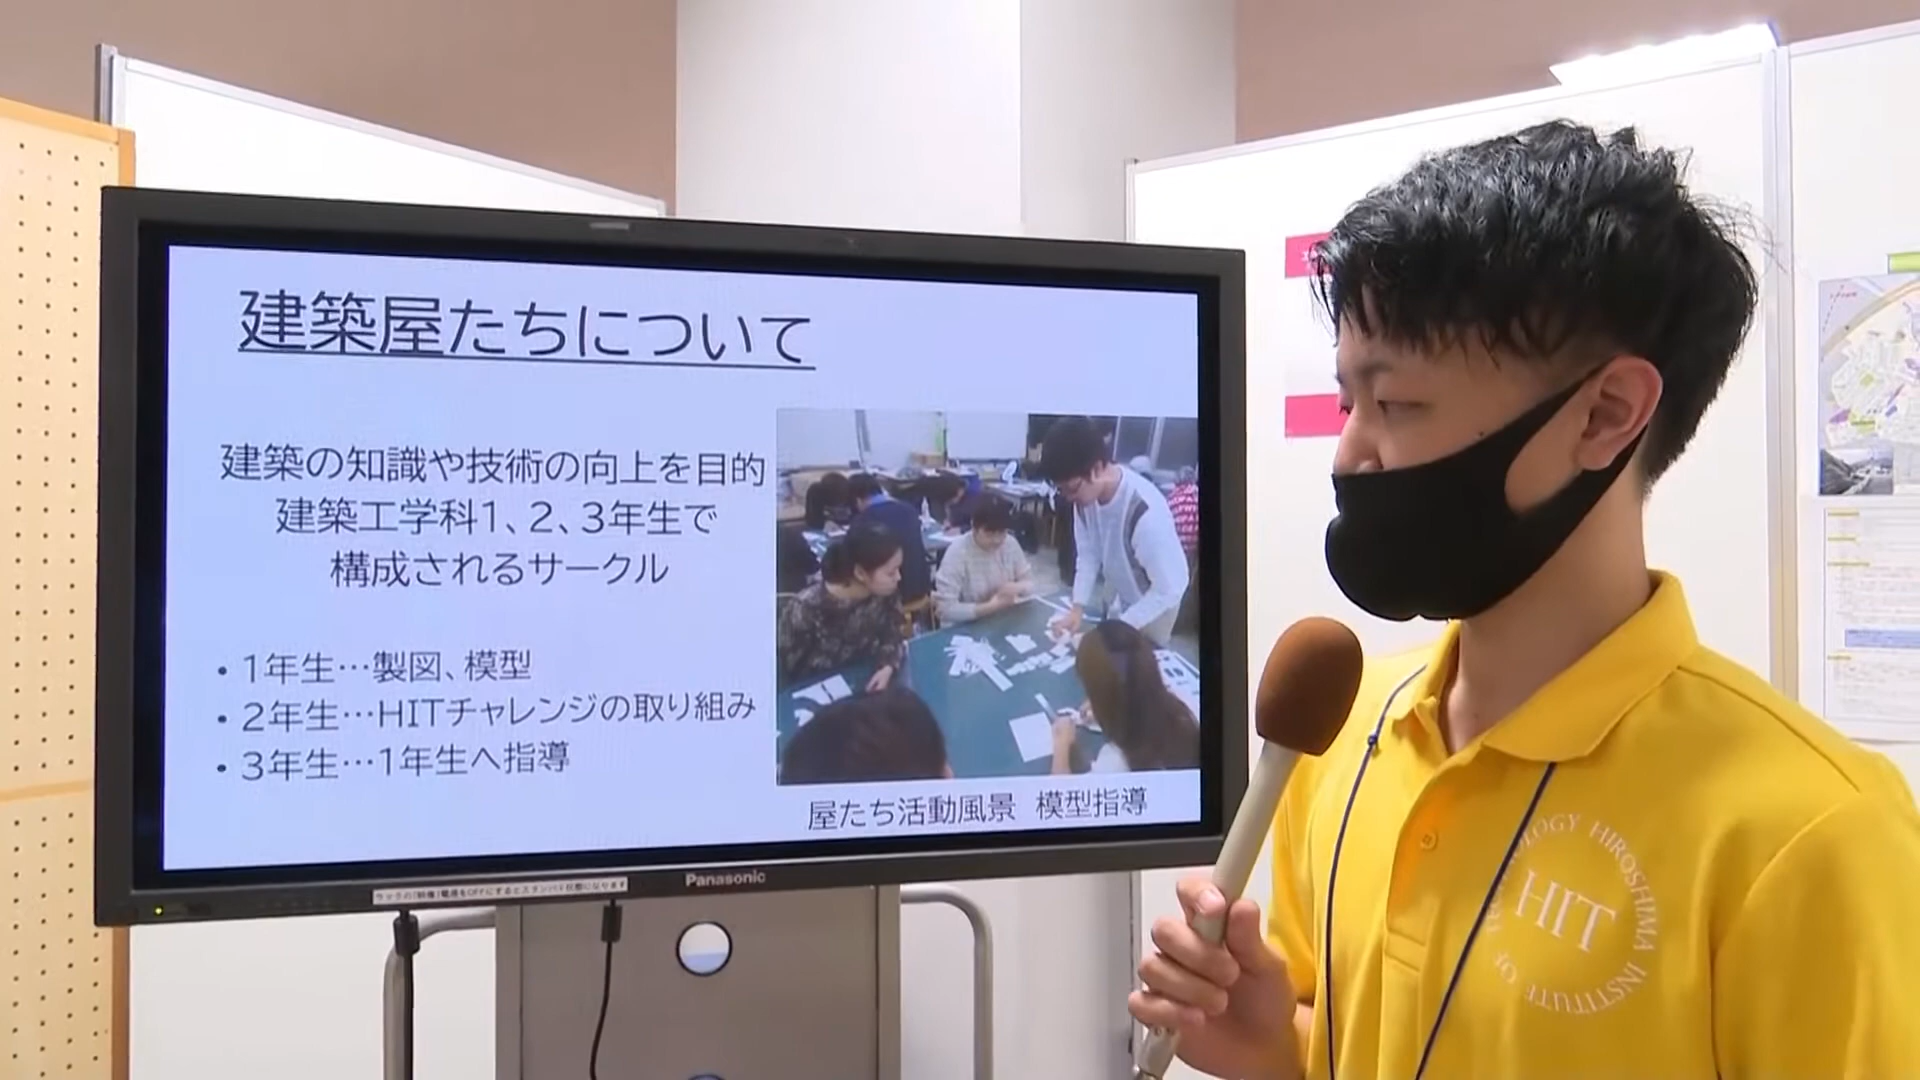 建築屋たちについて
建築の知識や技術の向上を目的
建築工学科1、2、3年生で
構成されるサークル
• 1年生…製図、模型
• 2年生…HITチャレンジの取り組み
• 3年生…1年生へ指導
屋たち活動風景 模型指導
Panasonic
HIT
HIROSHIMA INSTITUTE OF